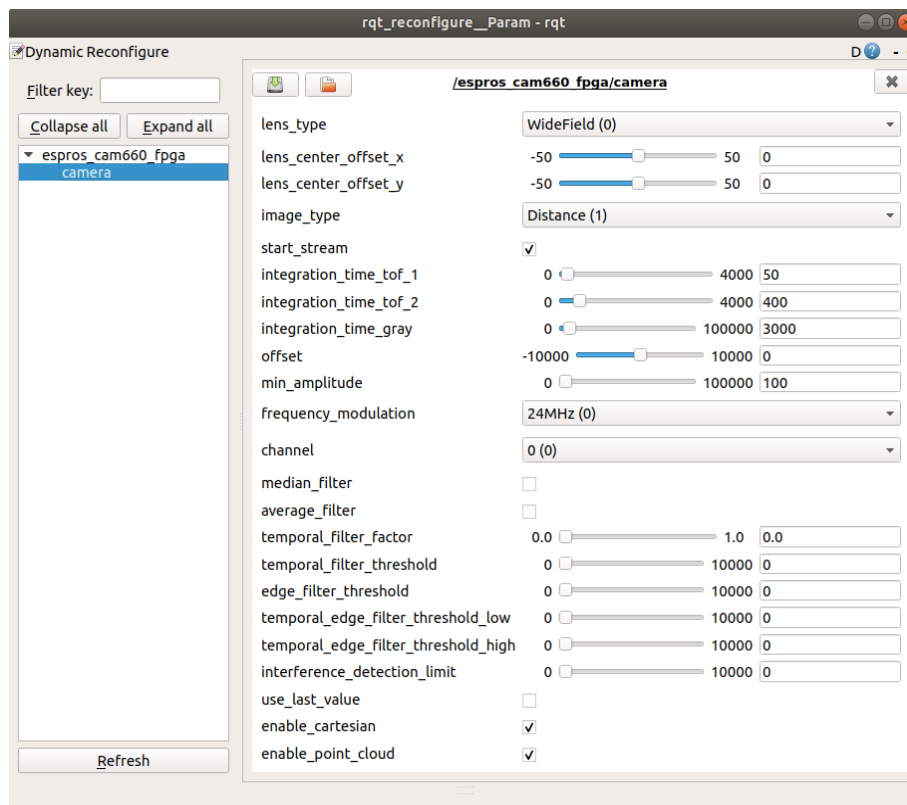 rqt_reconfigure__Param - rqt
Dynamic Reconfigure
D ? -
Filter key:
Collapse all Expand all
espros_cam660_fpga
camera
Refresh
/espros_cam660_fpga/camera
lens_type WideField (0)
lens_center_offset_x -50 50 0
lens_center_offset_y -50 50 0
image_type Distance (1)
start_stream
integration_time_tof_1 0 4000 50
integration_time_tof_2 0 4000 400
integration_time_gray 0 100000 3000
offset -10000 10000 0
min_amplitude 0 100000 100
frequency_modulation 24MHz (0)
channel 0 (0)
median_filter
average_filter
temporal_filter_factor 0.0 1.0 0.0
temporal_filter_threshold 0 10000 0
edge_filter_threshold 0 10000 0
temporal_edge_filter_threshold_low 0 10000 0
temporal_edge_filter_threshold_high 0 10000 0
interference_detection_limit 0 10000 0
use_last_value
enable_cartesian
enable_point_cloud